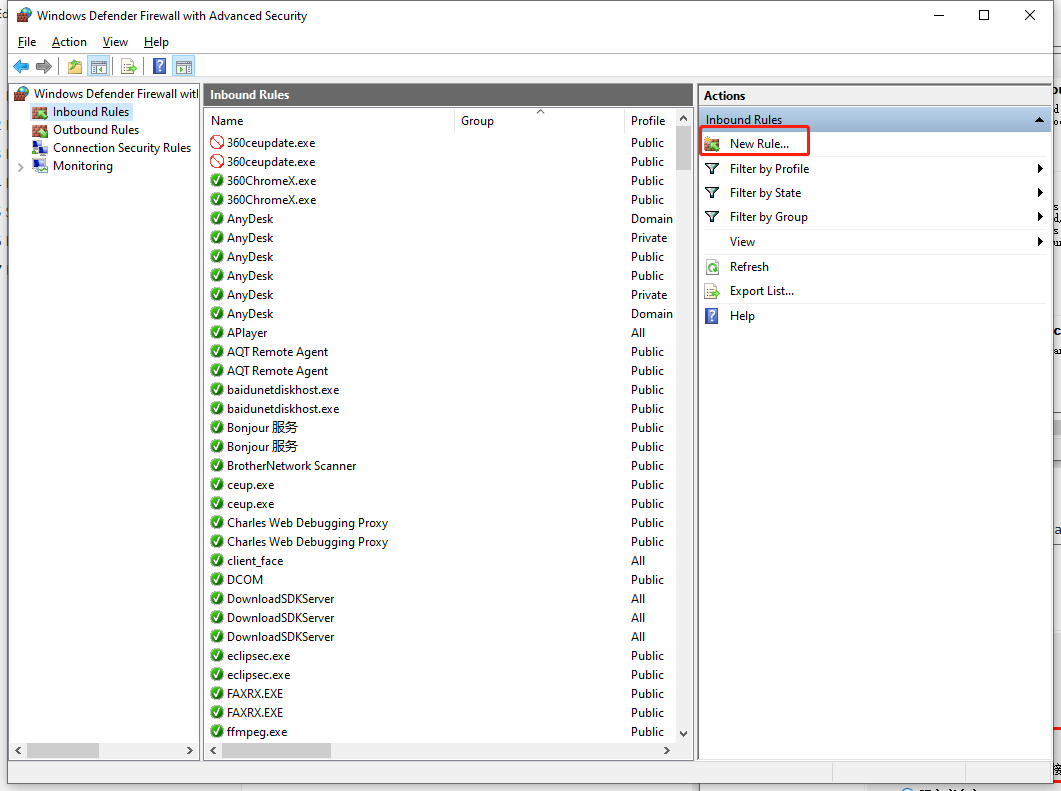 Windows Defender Firewall with Advanced Security
File Action View Help
Windows Defender Firewall wit
Inbound Rules
Outbound Rules
Connection Security Rules
Monitoring
Inbound Rules
Name Group Profile
360ceupdate.exe Public
360ceupdate.exe Public
360ChromeX.exe Public
360ChromeX.exe Public
AnyDesk Domain
AnyDesk Private
AnyDesk Public
AnyDesk Public
AnyDesk Private
AnyDesk Domain
APlayer All
AQT Remote Agent Public
AQT Remote Agent Public
baidunetdiskhost.exe Public
baidunetdiskhost.exe Public
Bonjour 服务 Public
Bonjour 服务 Public
BrotherNetwork Scanner Public
ceup.exe Public
ceup.exe Public
Charles Web Debugging Proxy Public
Charles Web Debugging Proxy Public
client_face All
DCOM Public
DownloadSDKServer All
DownloadSDKServer All
DownloadSDKServer All
eclipsec.exe Public
eclipsec.exe Public
FAXRX.EXE Public
FAXRX.EXE Public
ffmpeg.exe Public
Actions
Inbound Rules
New Rule...
Filter by Profile
Filter by State
Filter by Group
View
Refresh
Export List...
Help